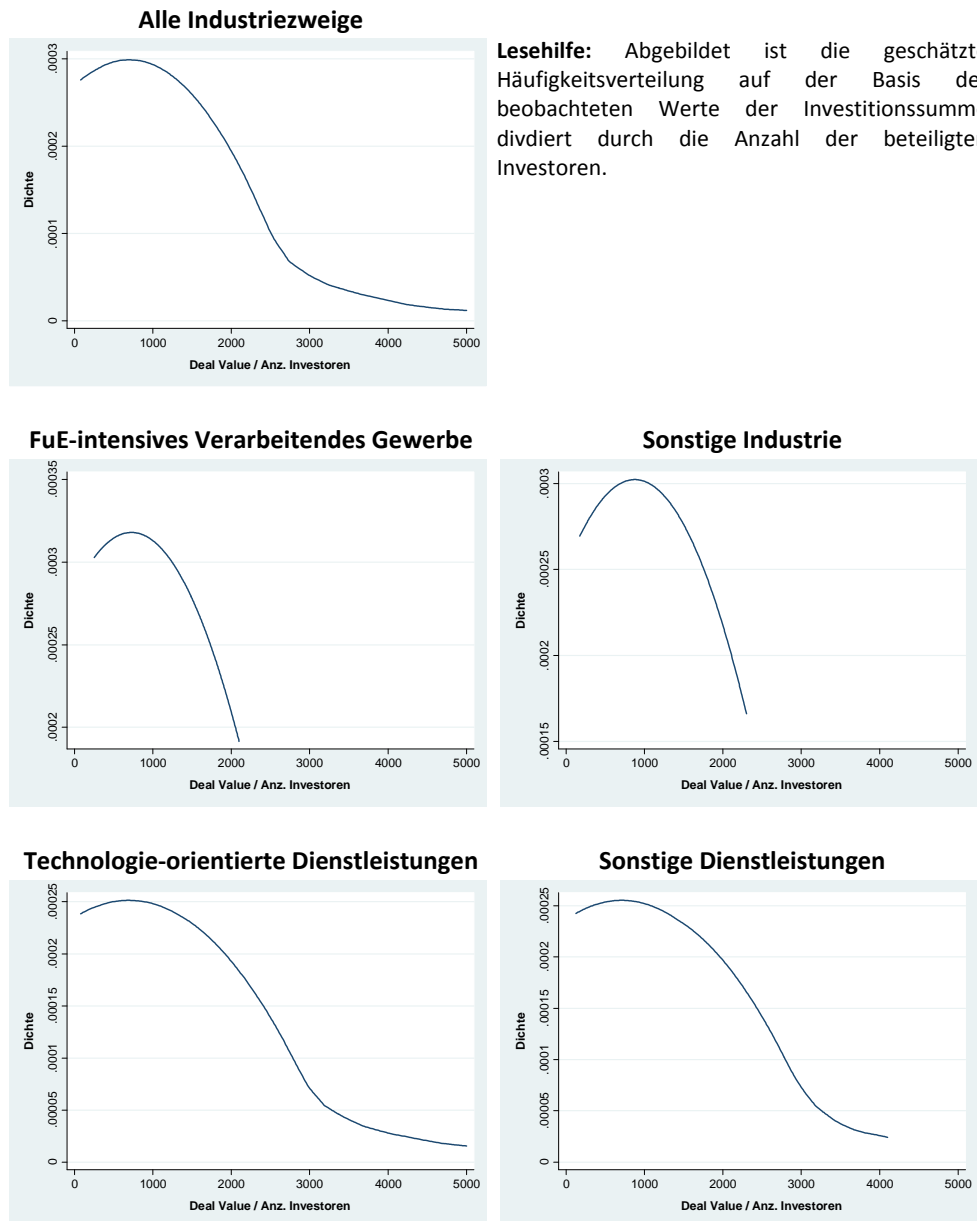 Alle Industriezweige
.0003
.0002
.0001
0
Dichte
0 1000 2000 3000 4000 5000
Deal Value / Anz. Investoren
Lesehilfe: Abgebildet ist die geschätzt
Häufigkeitsverteilung auf der Basis de
beobachteten Werte der Investitionssumm
divdiert durch die Anzahl der beteiligte
Investoren.
FuE-intensives Verarbeitendes Gewerbe
.00035
.0003
.00025
.0002
Dichte
0 1000 2000 3000 4000 5000
Deal Value / Anz. Investoren
Sonstige Industrie
.0003
.00025
.0002
.00015
Dichte
0 1000 2000 3000 4000 5000
Deal Value / Anz. Investoren
Technologie-orientierte Dienstleistungen
.00025
.0002
.00015
.0001
.00005
0
Dichte
0 1000 2000 3000 4000 5000
Deal Value / Anz. Investoren
Sonstige Dienstleistungen
.00025
.0002
.00015
.0001
.00005
0
Dichte
0 1000 2000 3000 4000 5000
Deal Value / Anz. Investoren